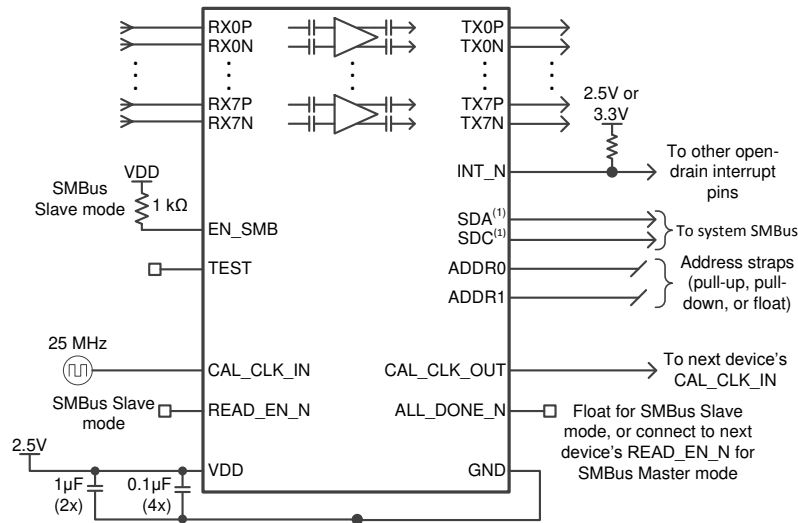 RX0P
RX0N
TX0P
TX0N
RX7P
RX7N
TX7P
TX7N
2.5V or
3.3V
INT_N
To other open-
drain interrupt
pins
VDD
SMBus
Slave mode
1 kΩ
EN_SMB
SDA(1)
SDC(1)
To system SMBus
TEST
ADDR0
ADDR1
Address straps
(pull-up, pull-
down, or float)
25 MHz
CAL_CLK_IN
CAL_CLK_OUT
To next device's
CAL_CLK_IN
SMBus Slave
mode
READ_EN_N
ALL_DONE_N
Float for SMBus Slave
mode, or connect to next
device's READ_EN_N for
SMBus Master mode
2.5V
VDD
GND
1μF
(2x)
0.1μF
(4x)